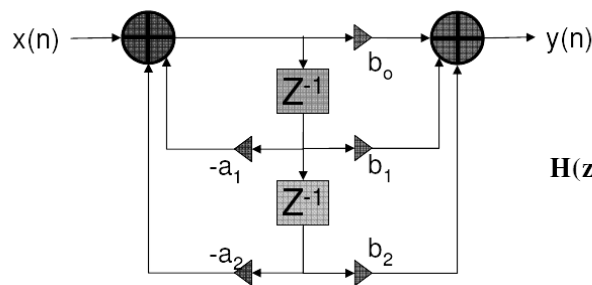 x(n) b₀ y(n)
Z⁻¹
-a₁ b₁
H(z
Z⁻¹
-a₂ b₂